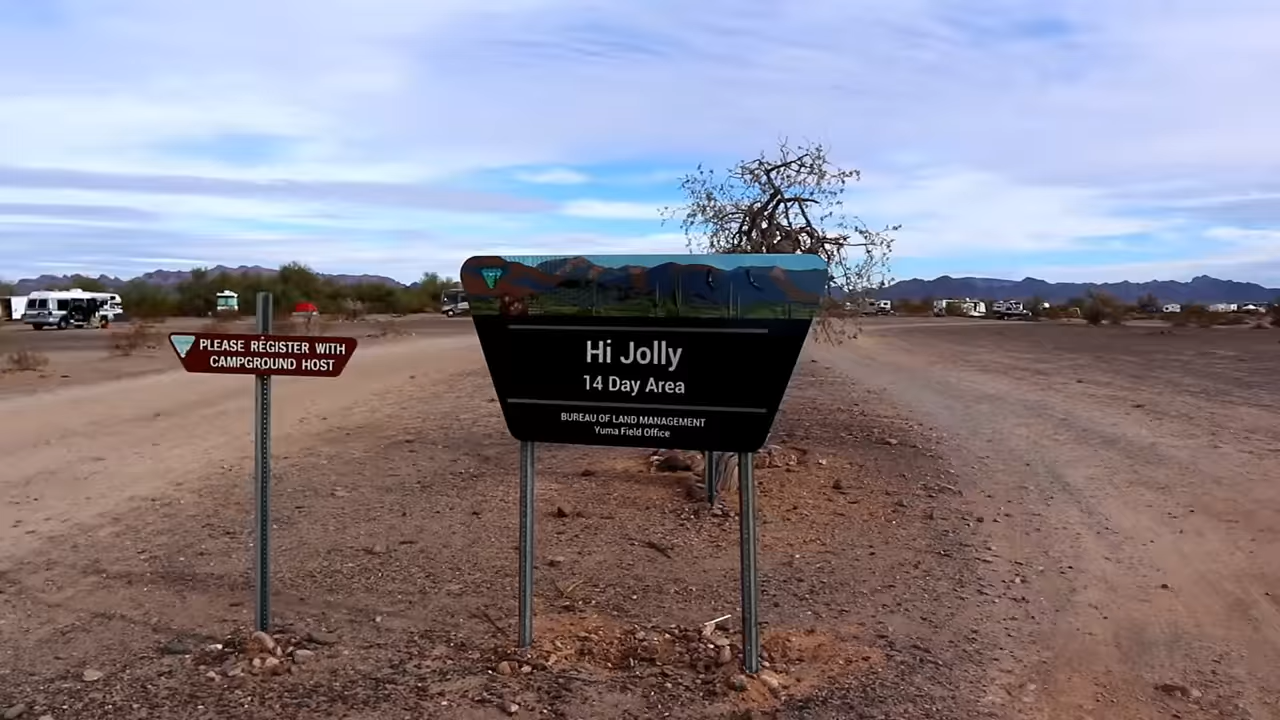 PLEASE REGISTER WITH
CAMPGROUND HOST
Hi Jolly
14 Day Area
BUREAU OF LAND MANAGEMENT
Yuma Field Office